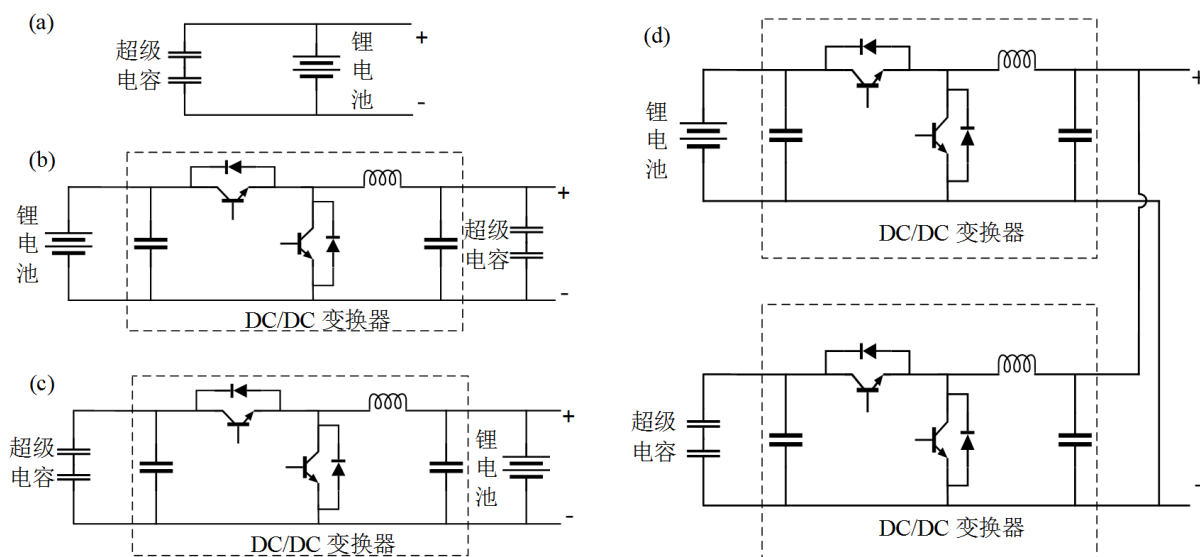 (a)
超级
电容
锂
电
池
+
-
(b)
锂
电
池
超级
电容
+
-
DC/DC 变换器
(c)
超级
电容
锂
电
池
+
-
DC/DC 变换器
(d)
锂
电
池
+
DC/DC 变换器
超级
电容
-
DC/DC 变换器